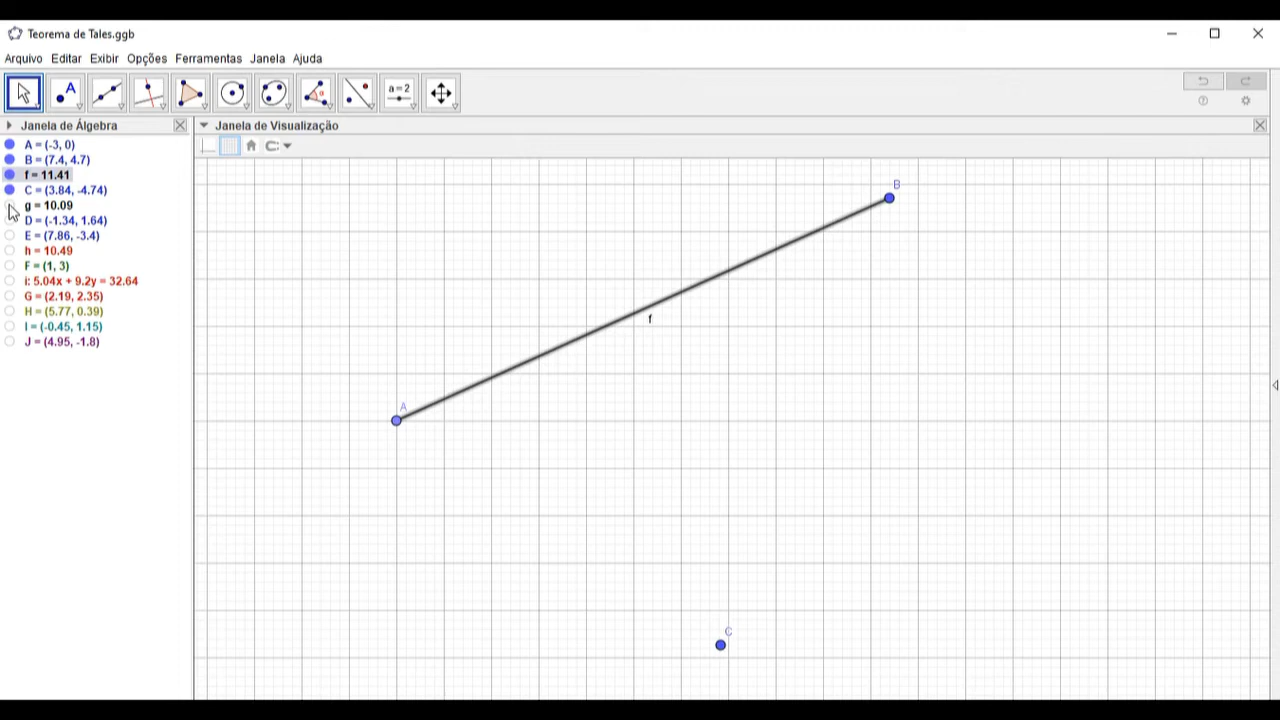 Teorema de Tales.ggb
Arquivo Editar Exibir Opções Ferramentas Janela Ajuda
A
α
a=2
Janela de Álgebra
Janela de Visualização
A = (-3, 0)
B = (7.4, 4.7)
f = 11.41
C = (3.84, -4.74)
g = 10.09
D = (-1.34, 1.64)
E = (7.86, -3.4)
h = 10.49
F = (1, 3)
i: 5.04x + 9.2y = 32.64
G = (2.19, 2.35)
H = (5.77, 0.39)
I = (-0.45, 1.15)
J = (4.95, -1.8)
B
f
A
C